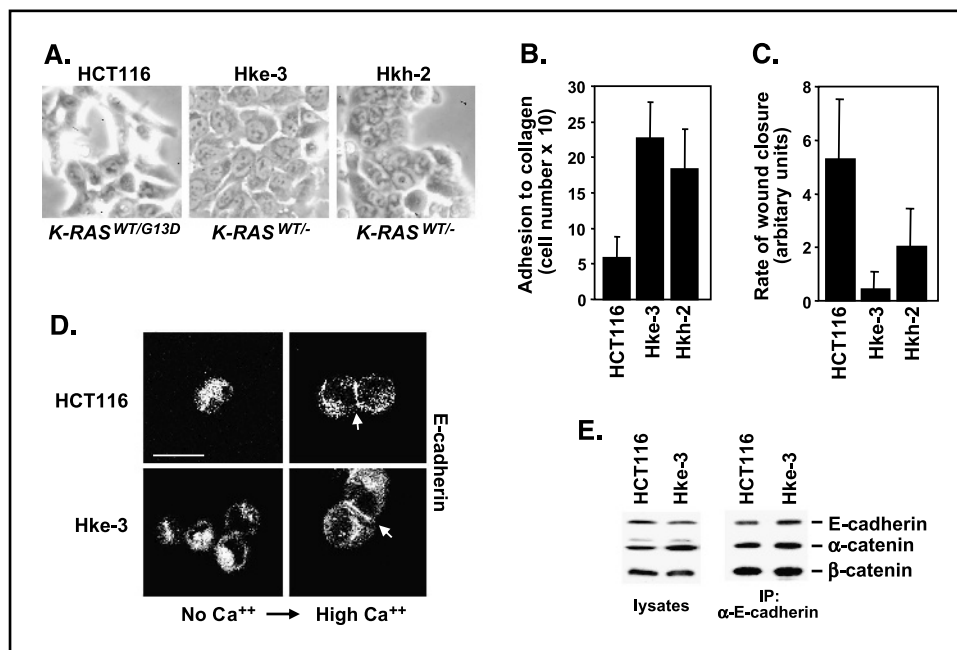 A.
HCT116 Hke-3 Hkh-2
K-RAS WT/G13D K-RAS WT/- K-RAS WT/-
B.
Adhesion to collagen
(cell number x 10)
30
25
20
15
10
5
0
HCT116
Hke-3
Hkh-2
C.
Rate of wound closure
(arbitary units)
8
6
4
2
0
HCT116
Hke-3
Hkh-2
D.
HCT116
Hke-3
E-cadherin
No Ca++ → High Ca++
E.
HCT116
Hke-3
HCT116
Hke-3
E-cadherin
α-catenin
β-catenin
lysates
IP:
α-E-cadherin